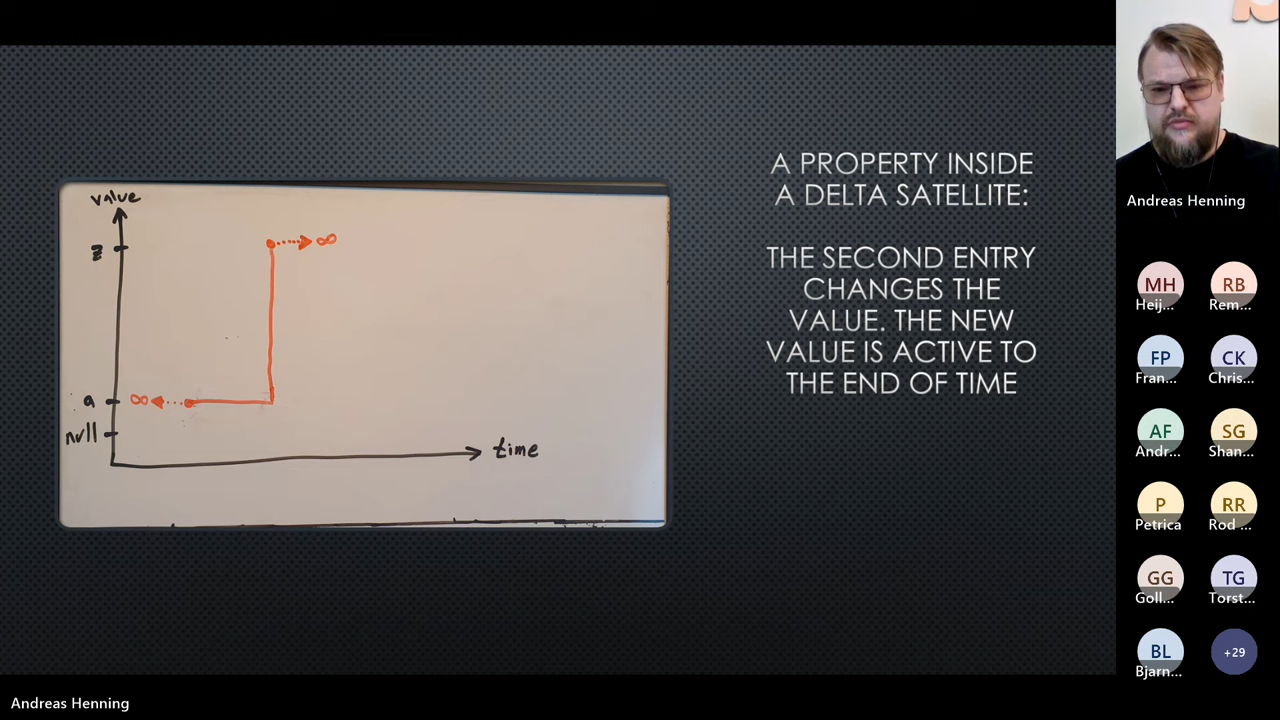 value
z
∞
a
∞
null
time
A PROPERTY INSIDE
A DELTA SATELLITE:
THE SECOND ENTRY
CHANGES THE
VALUE. THE NEW
VALUE IS ACTIVE TO
THE END OF TIME
Andreas Henning
MH
RB
Heij...
Rem...
FP
CK
Fran...
Chris...
AF
SG
Andr...
Shan...
P
RR
Petrica
Rod ...
GG
TG
Goll...
Torst...
BL
+29
Bjarn...
Andreas Henning